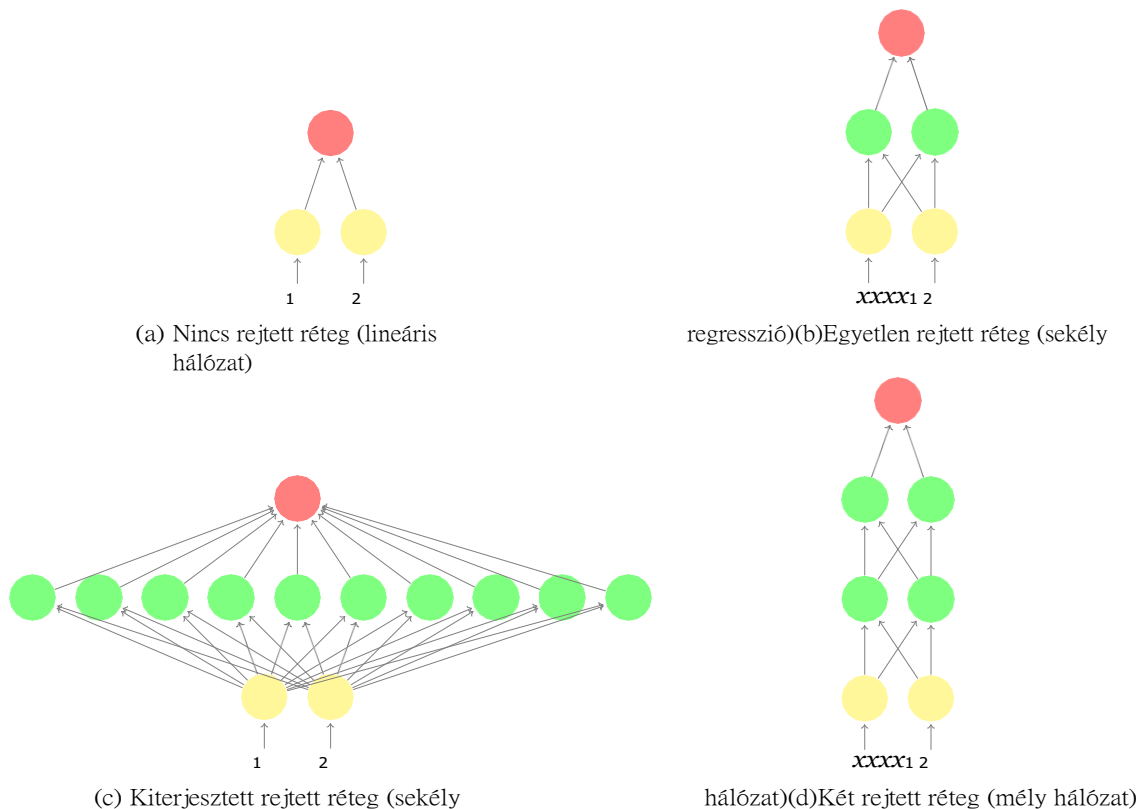 1 2
xxxx1 2
(a) Nincs rejtett réteg (lineáris
hálózat)
regresszió)(b)Egyetlen rejtett réteg (sekély
1 2
xxxx1 2
(c) Kiterjesztett rejtett réteg (sekély
hálózat)(d)Két rejtett réteg (mély hálózat)